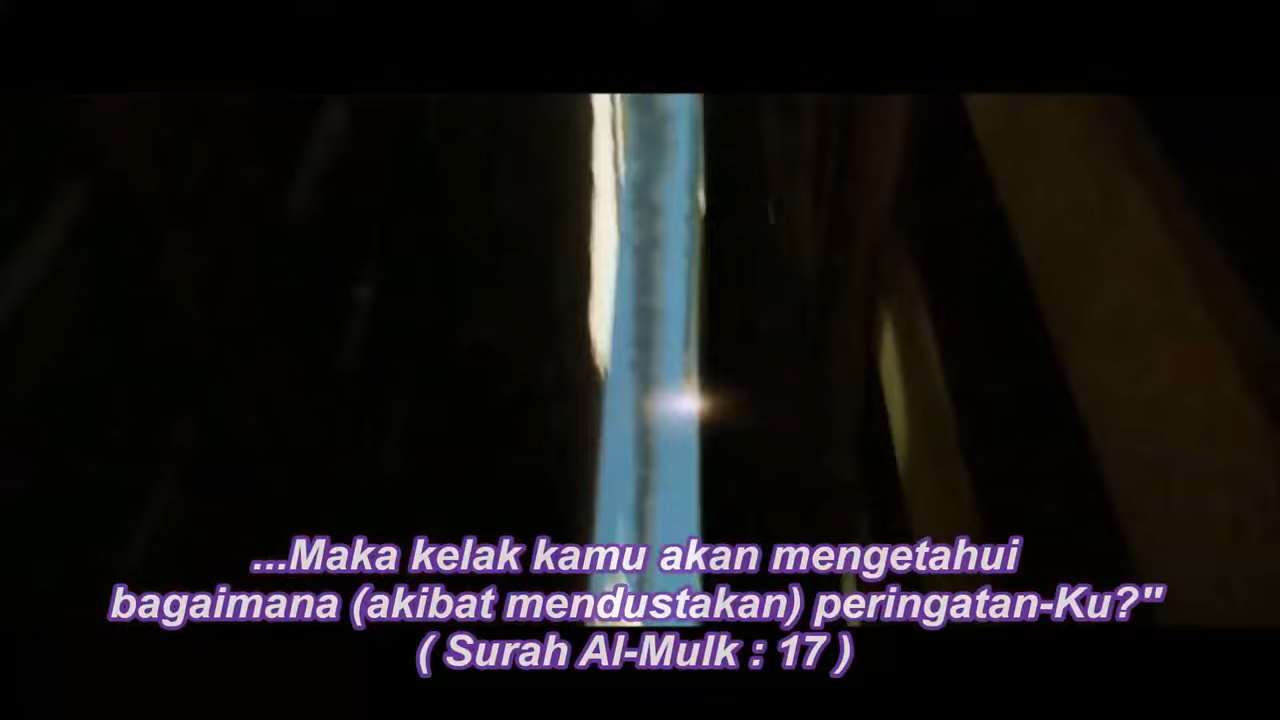 ...Maka kelak kamu akan mengetahui
bagaimana (akibat mendustakan) peringatan-Ku?"
( Surah Al-Mulk : 17 )